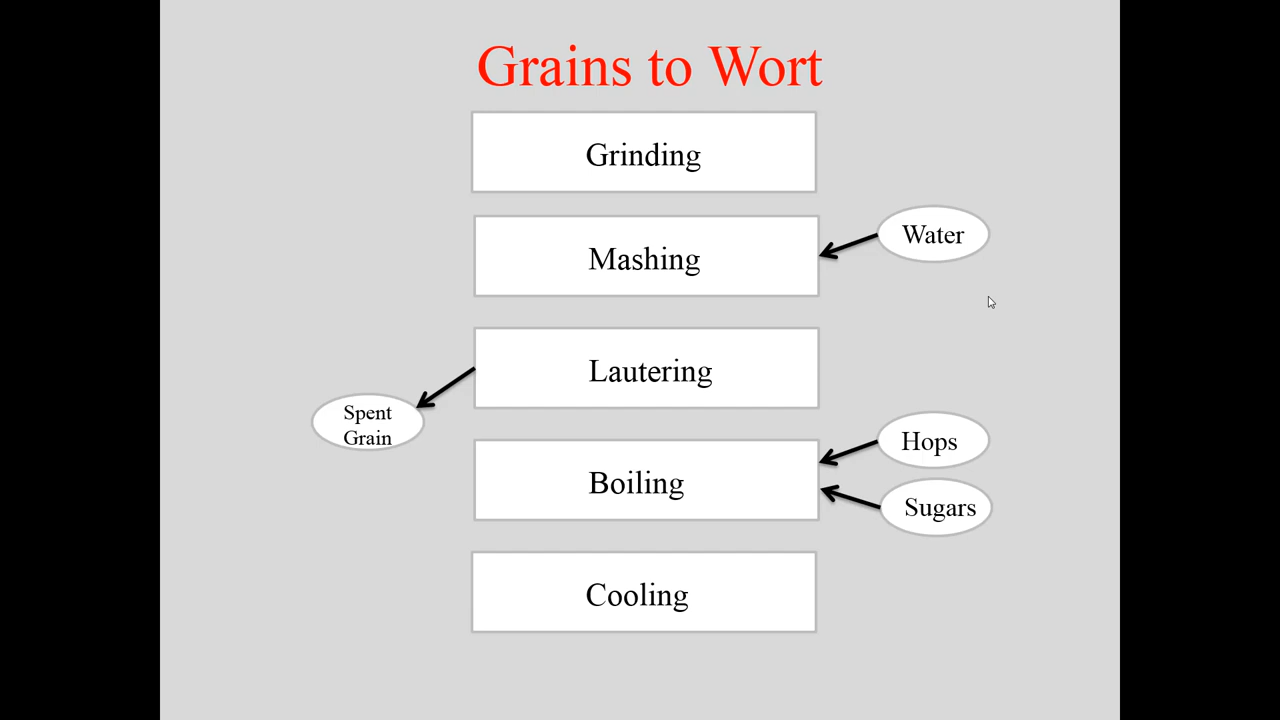 Grains to Wort
Grinding
Mashing
Water
Lautering
Spent
Grain
Boiling
Hops
Sugars
Cooling